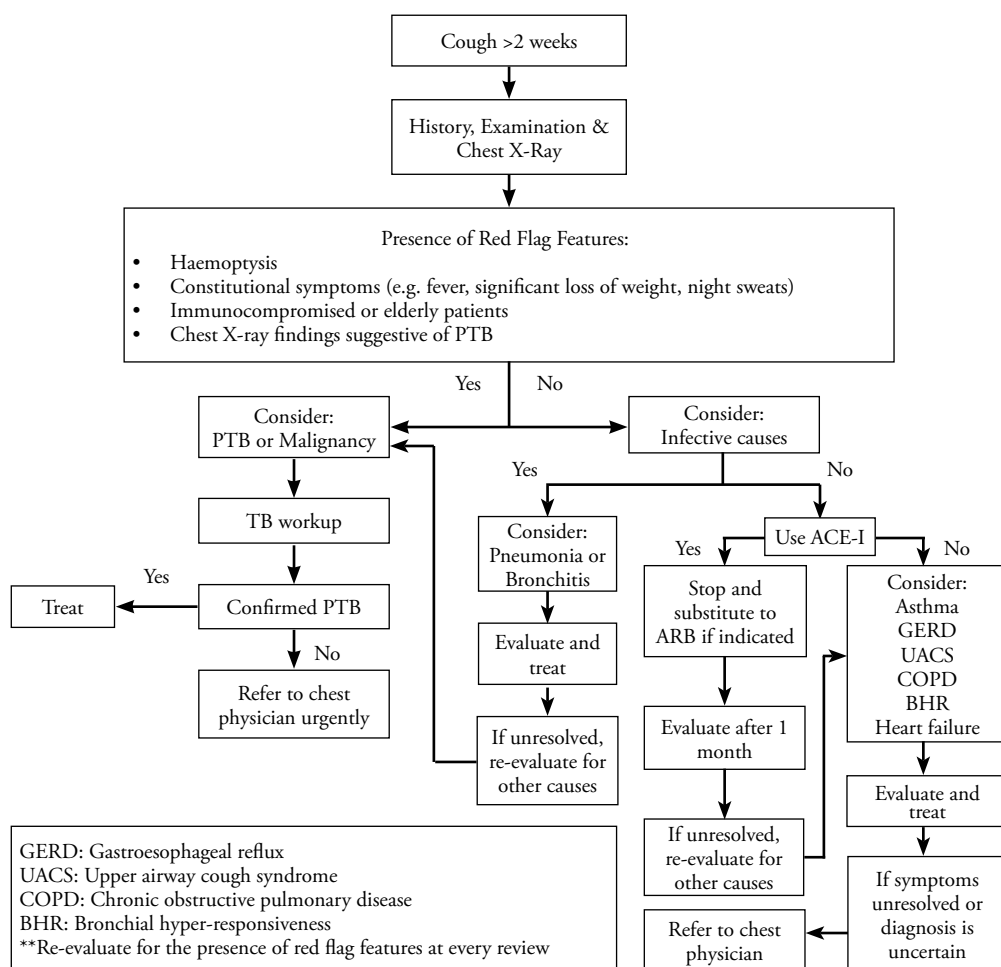 Cough >2 weeks
History, Examination &
Chest X-Ray
Presence of Red Flag Features:
• Haemoptysis
• Constitutional symptoms (e.g. fever, significant loss of weight, night sweats)
• Immunocompromised or elderly patients
• Chest X-ray findings suggestive of PTB
Yes
No
Consider:
PTB or Malignancy
TB workup
Confirmed PTB
Yes
Treat
No
Refer to chest
physician urgently
Consider:
Infective causes
Yes
No
Consider:
Pneumonia or
Bronchitis
Evaluate and
treat
If unresolved,
re-evaluate for
other causes
Use ACE-I
Yes
No
Stop and
substitute to
ARB if indicated
Evaluate after 1
month
If unresolved,
re-evaluate for
other causes
Consider:
Asthma
GERD
UACS
COPD
BHR
Heart failure
Evaluate and
treat
If symptoms
unresolved or
diagnosis is
uncertain
Refer to chest
physician
GERD: Gastroesophageal reflux
UACS: Upper airway cough syndrome
COPD: Chronic obstructive pulmonary disease
BHR: Bronchial hyper-responsiveness
**Re-evaluate for the presence of red flag features at every review